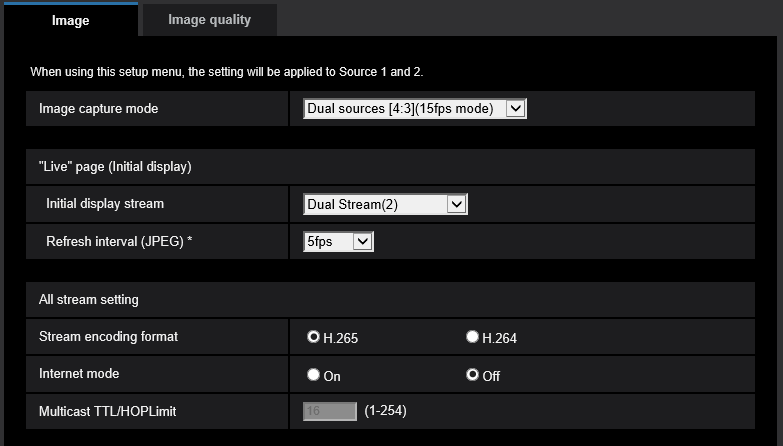 Image Image quality
When using this setup menu, the setting will be applied to Source 1 and 2.
Image capture mode Dual sources [4:3](15fps mode)
"Live" page (Initial display)
Initial display stream Dual Stream(2)
Refresh interval (JPEG) * 5fps
All stream setting
Stream encoding format H.265 H.264
Internet mode On Off
Multicast TTL/HOPLimit 16 (1-254)